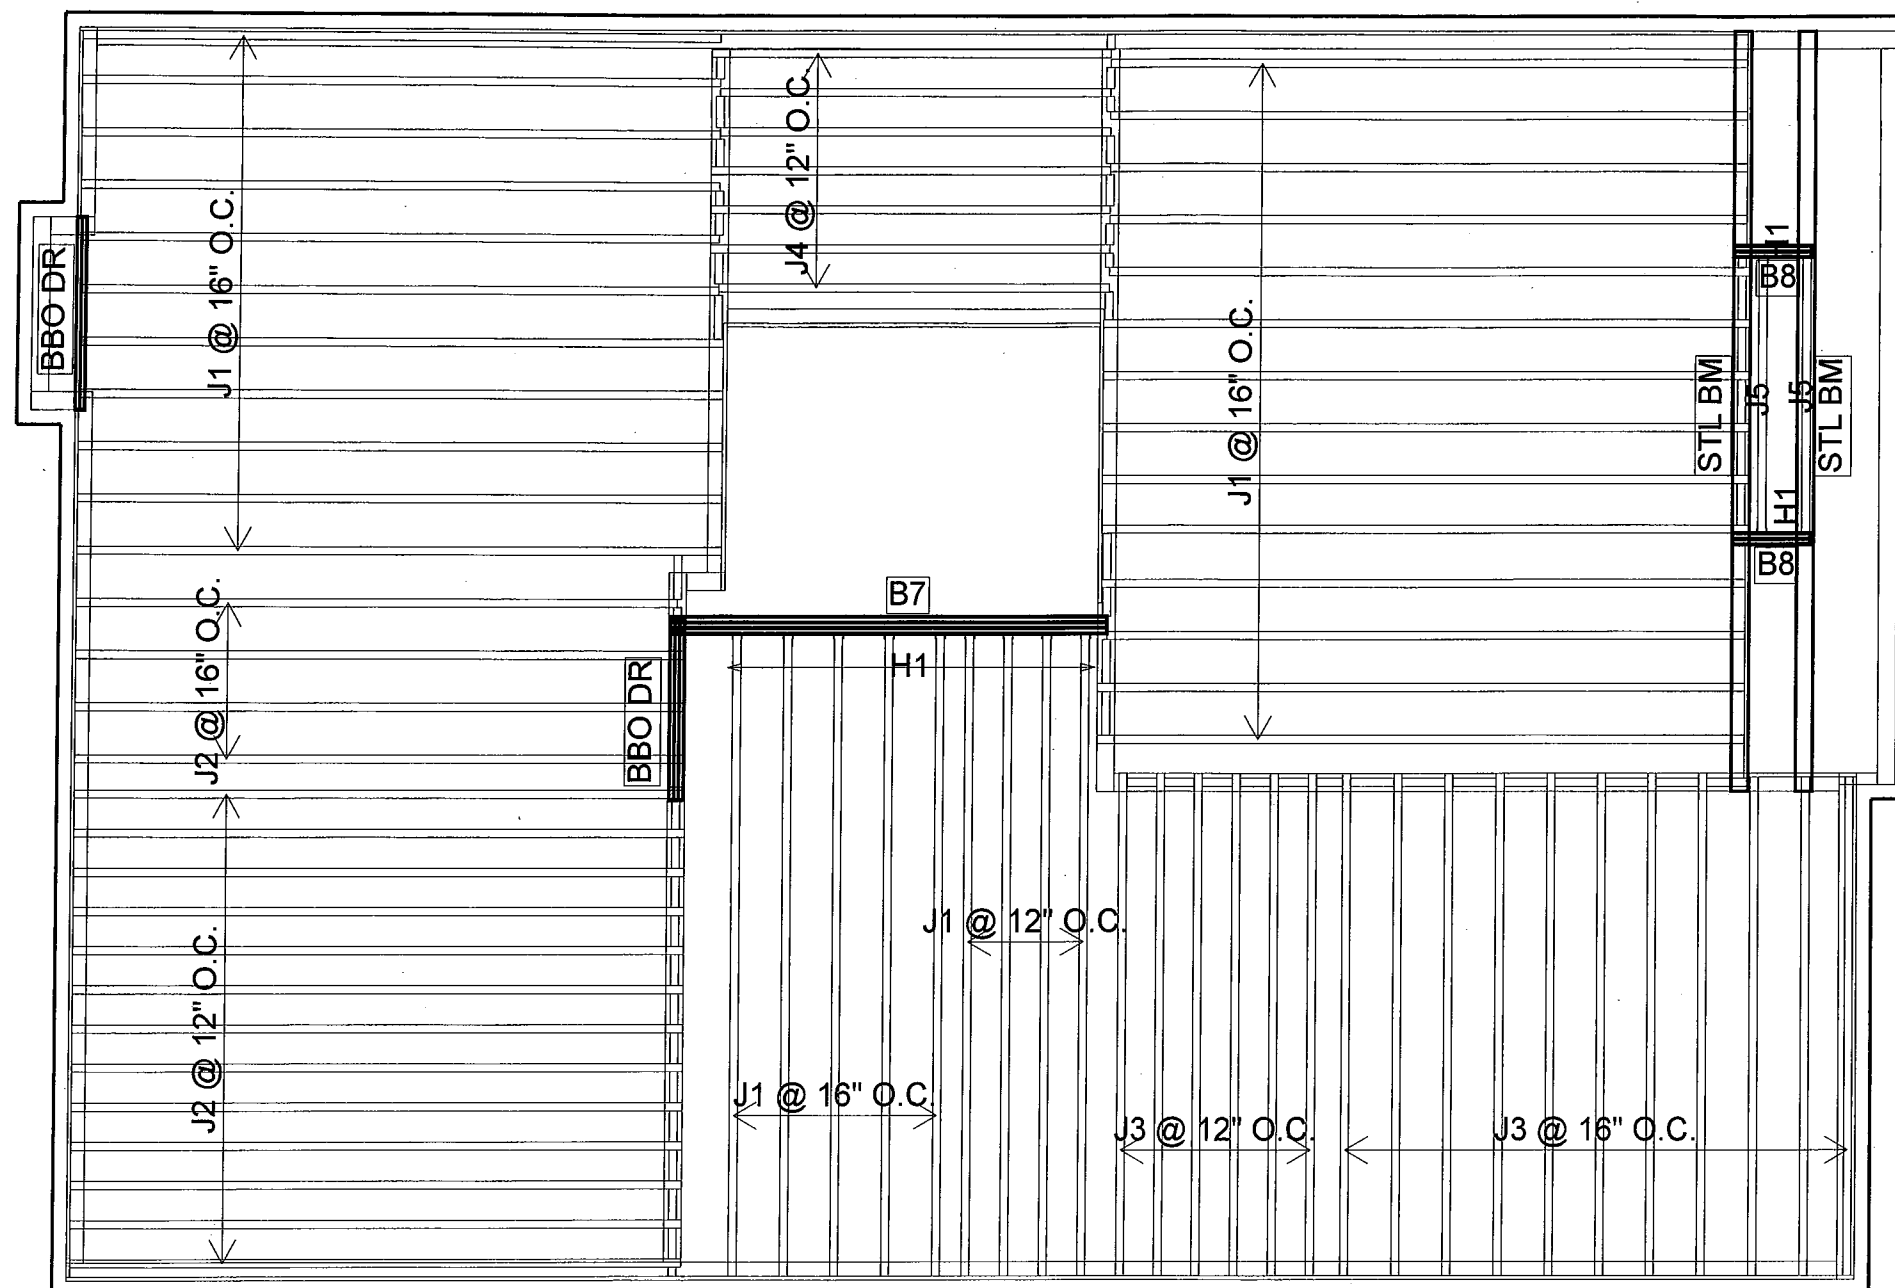 J1 @ 16" O.C.
J4 @ 12" O.C.
J1 @ 16" O.C.
BBO DR
H1
B8
STL BM
J5
J5
STL BM
H1
B8
B7
H1
J2 @ 16" O.C.
BBO DR
J2 @ 12" O.C.
J1 @ 12" O.C.
J1 @ 16" O.C.
J3 @ 12" O.C.
J3 @ 16" O.C.